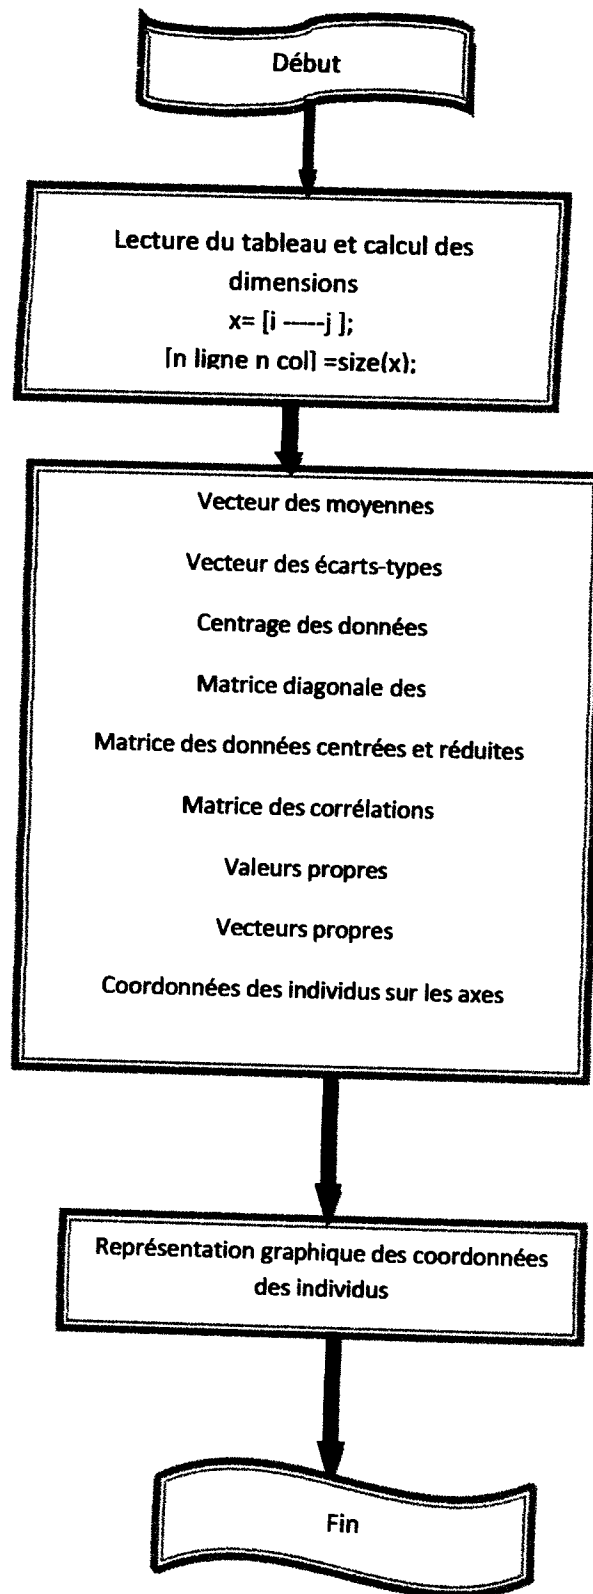 Début
Lecture du tableau et calcul des
dimensions
x= [i -----j ];
[n ligne n col] =size(x);
Vecteur des moyennes
Vecteur des écarts-types
Centrage des données
Matrice diagonale des
Matrice des données centrées et réduites
Matrice des corrélations
Valeurs propres
Vecteurs propres
Coordonnées des individus sur les axes
Représentation graphique des coordonnées
des individus
Fin